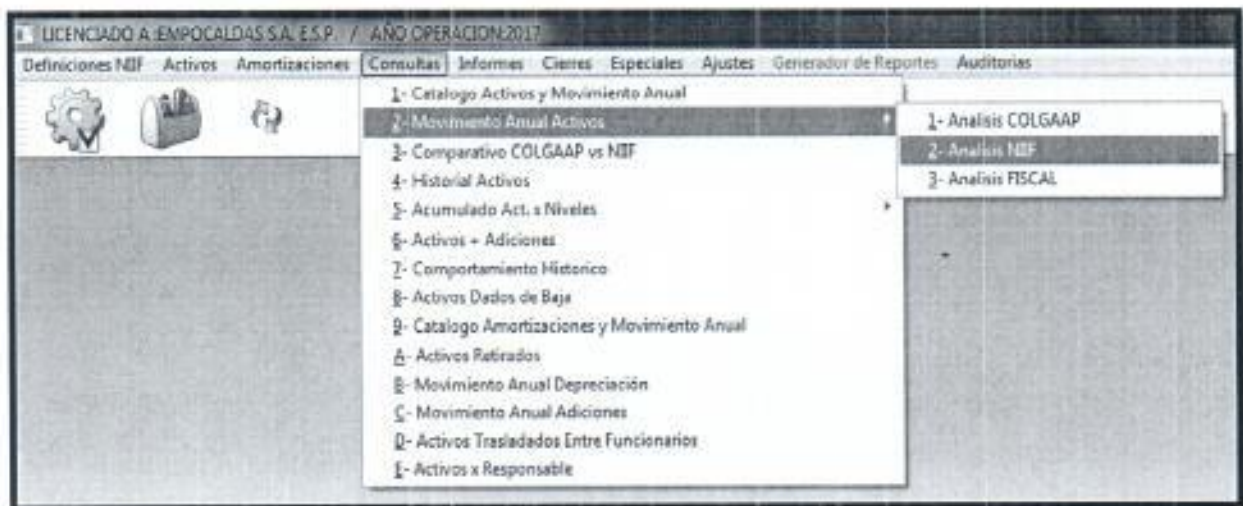 LICENCIADO A :EMPOCALDAS S.A. E.S.P. / AÑO OPERACION:2017
Definiciones NIIF Activos Amortizaciones Consultas Informes Cierres Especiales Ajustes Generador de Reportes Auditorias
1- Catalogo Activos y Movimiento Anual
2- Movimiento Anual Activos
3- Comparativo COLGAAP vs NIIF
4- Historial Activos
5- Acumulado Act. x Niveles
6- Activos + Adiciones
7- Comportamiento Historico
8- Activos Dados de Baja
9- Catalogo Amortizaciones y Movimiento Anual
A- Activos Retirados
B- Movimiento Anual Depreciación
C- Movimiento Anual Adiciones
D- Activos Trasladados Entre Funcionarios
E- Activos x Responsable
1- Analisis COLGAAP
2- Analisis NIIF
3- Analisis FISCAL